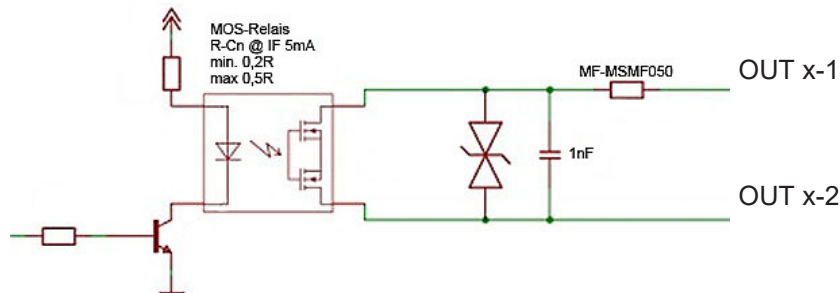 MOS-Relais
R-Cn @ IF 5mA
min. 0,2R
max 0,5R
MF-MSMF050
OUT x-1
1nF
OUT x-2